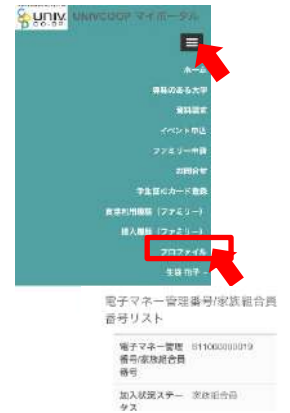 UNIV.
CO-OP
UNIVCOOP マイポータル
ホーム
興味のある大学
資料請求
イベント申込
ファミリー申請
お問合せ
学生証ICカード登録
食堂利用履歴（ファミリー）
購入履歴（ファミリー）
プロファイル
電子マネー管理番号/家族組合員
番号リスト
電子マネー管理
番号/家族組合員
番号
611060000019
加入状況ステー
タス
家族組合員